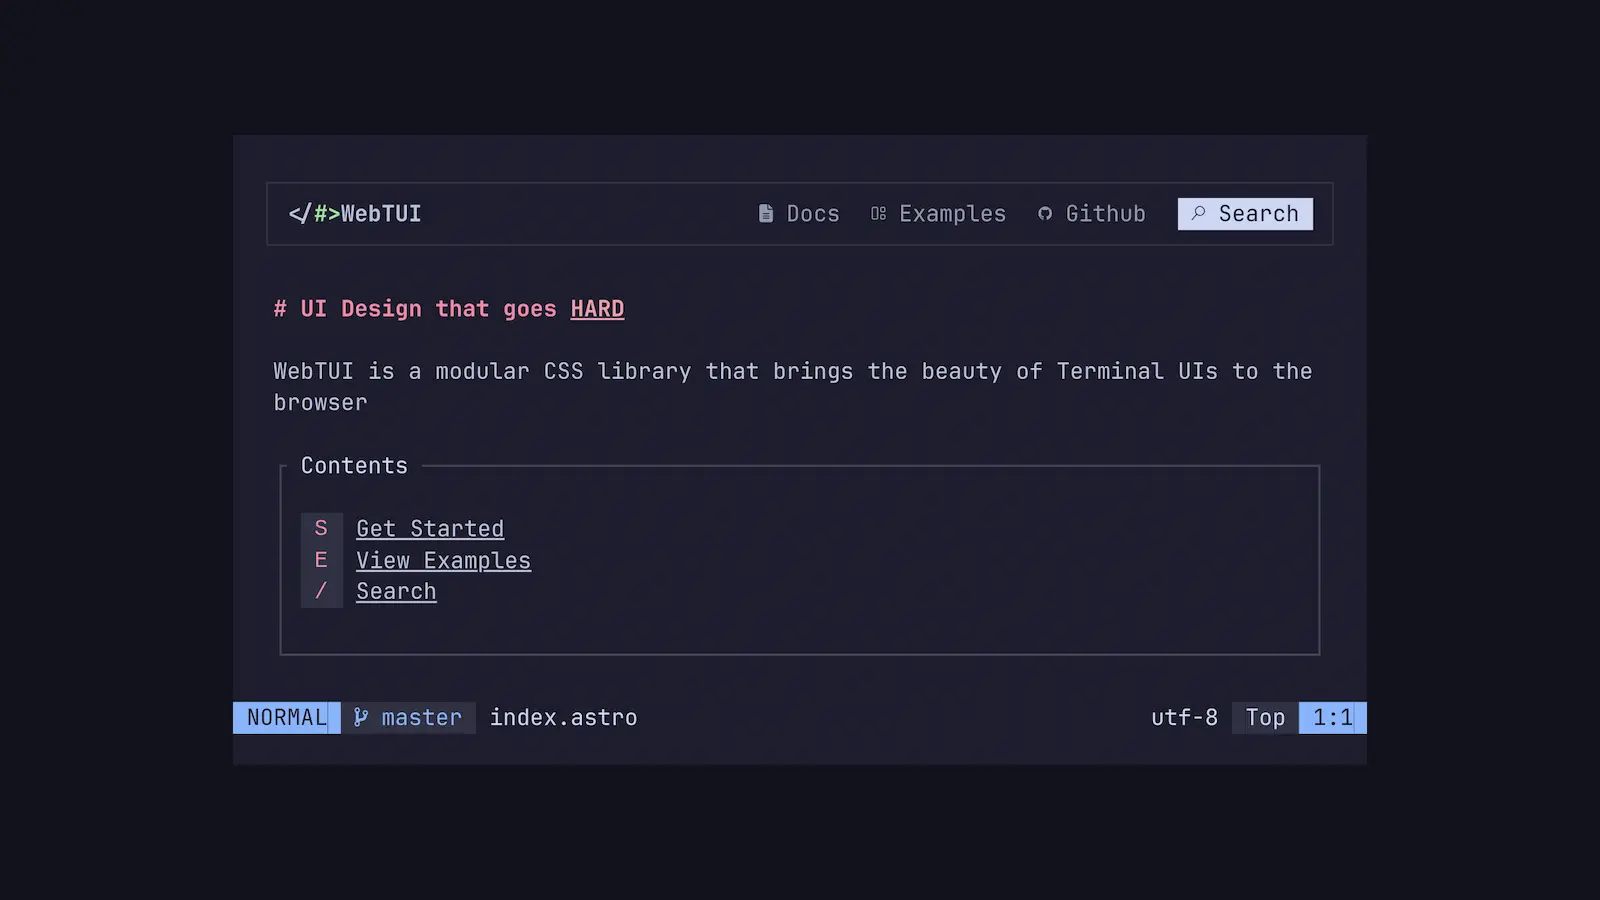 </#>WebTUI Docs Examples Github Search
# UI Design that goes HARD
WebTUI is a modular CSS library that brings the beauty of Terminal UIs to the
browser
Contents
S Get Started
E View Examples
/ Search
NORMAL master index.astro utf-8 Top 1:1